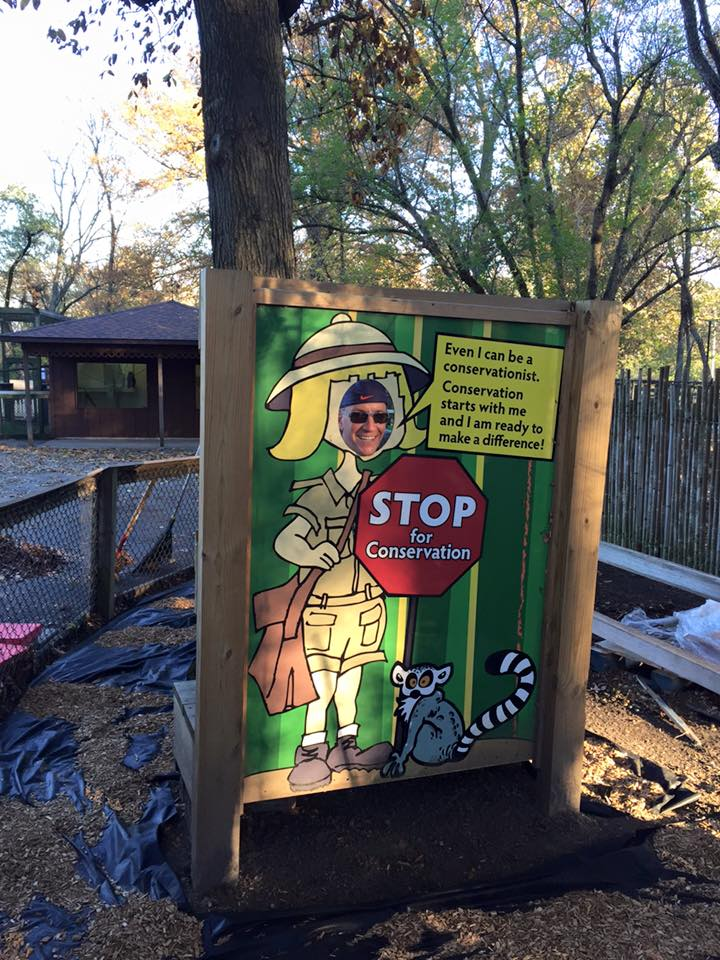 Even I can be a
conservationist.
Conservation
starts with me
and I am ready to
make a difference!
STOP
for
Conservation